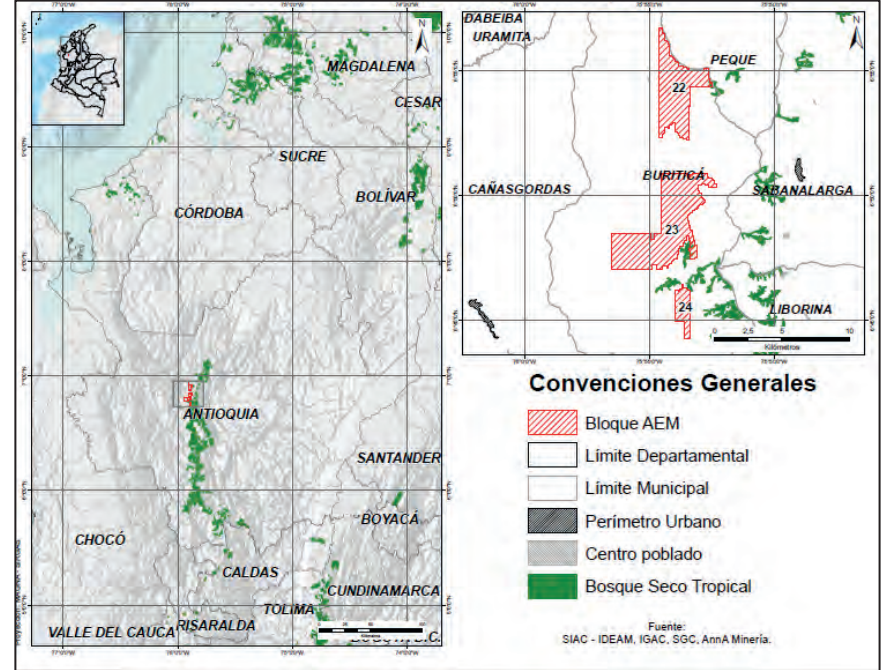 N
MAGDALENA
CESAR
SUCRE
BOLÍVAR
CÓRDOBA
ANTIOQUIA
SANTANDER
BOYACÁ
CHOCÓ
CALDAS
CUNDINAMARCA
TOLIMA
RISARALDA
VALLE DEL CAUCA
N
DABEIBA
URAMITA
PEQUE
22
BURITICÁ
CAÑASGORDAS
SABANALARGA
23
24
LIBORINA
0 2,5 5 10
Kilómetros
Convenciones Generales
Bloque AEM
Límite Departamental
Límite Municipal
Perímetro Urbano
Centro poblado
Bosque Seco Tropical
Fuente:
SIAC - IDEAM, IGAC, SGC, AnnA Minería.